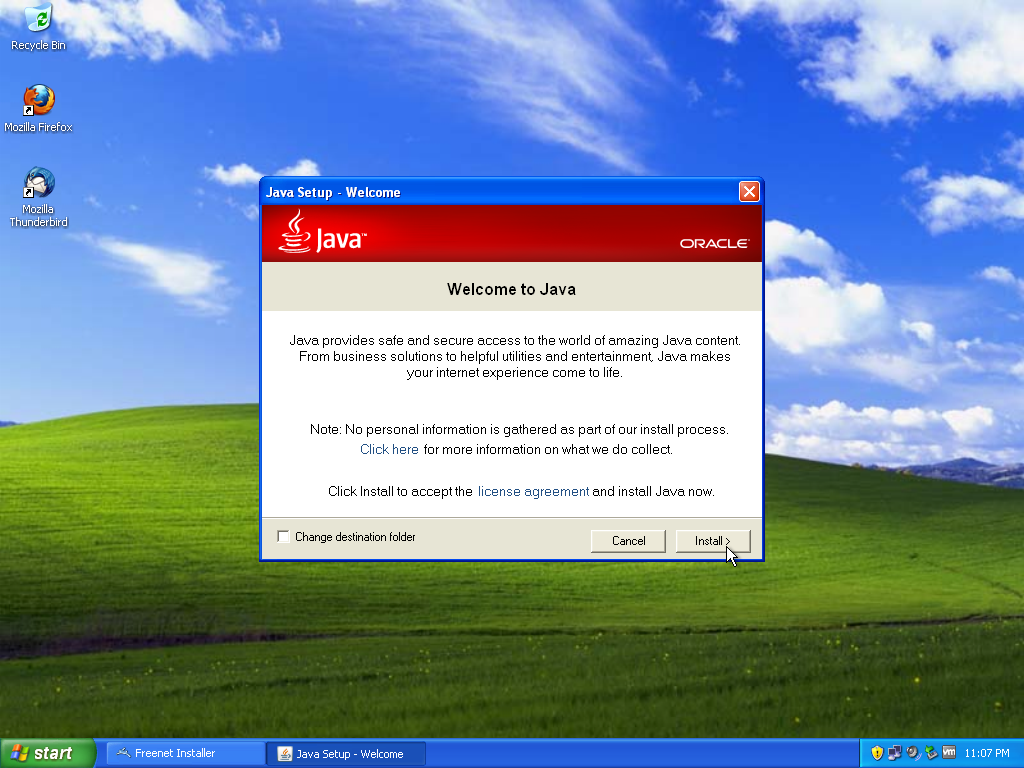 Recycle Bin
Mozilla Firefox
Mozilla
Thunderbird
Java Setup - Welcome
Java™
ORACLE
Welcome to Java
Java provides safe and secure access to the world of amazing Java content.
From business solutions to helpful utilities and entertainment, Java makes
your internet experience come to life.
Note: No personal information is gathered as part of our install process.
Click here for more information on what we do collect.
Click Install to accept the license agreement and install Java now.
Change destination folder
Cancel
Install >
start
Freenet Installer
Java Setup - Welcome
vm
11:07 PM